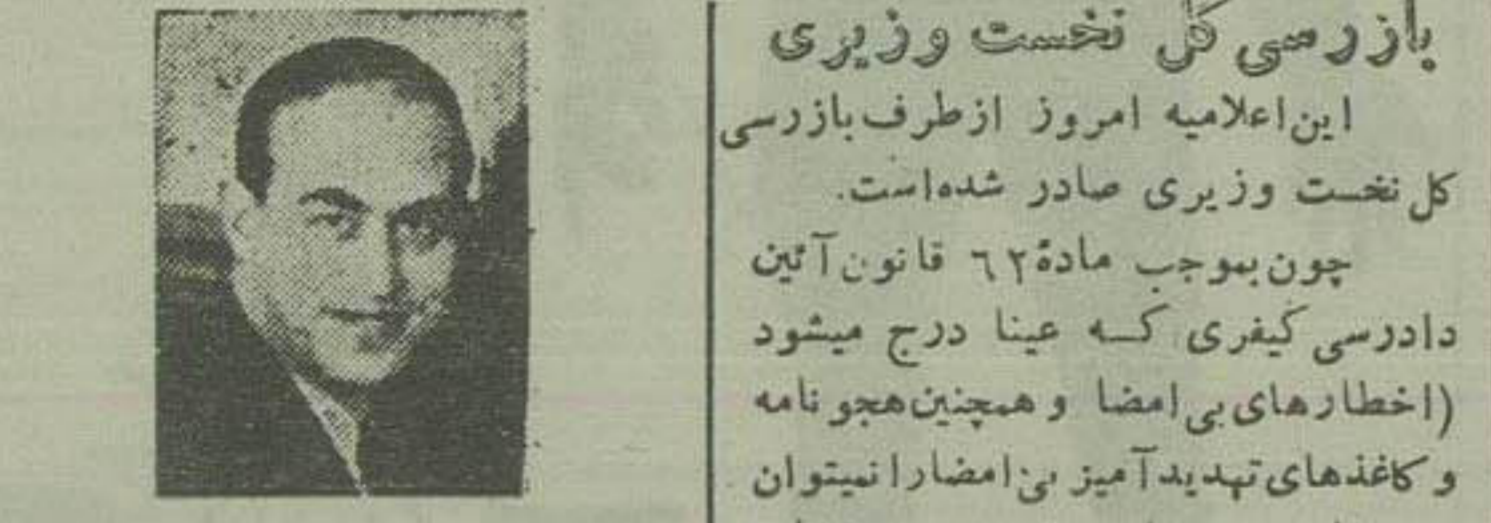 بازرسی کل نخست وزیری
این اعلامیه امروز از طرف بازرسی
کل نخست وزیری صادر شده است.
چون بموجب مادهٔ ٦٢ قانون آئین
دادرسی کیفری کـه عینا درج میشود
(اخطارهای بی امضا و همچنین هجو نامه
و کاغذهای تهدید آمیز بی امضا را نمیتوان